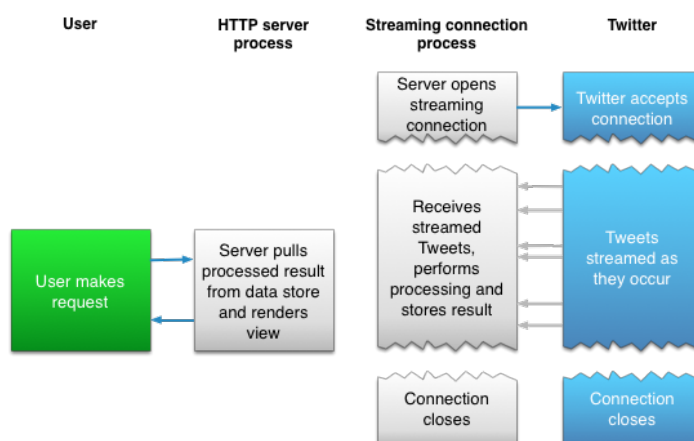 User
HTTP server
process
Streaming connection
process
Twitter
Server opens
streaming
connection
Twitter accepts
connection
User makes
request
Server pulls
processed result
from data store
and renders
view
Receives
streamed
Tweets,
performs
processing and
stores result
Tweets
streamed as
they occur
Connection
closes
Connection
closes